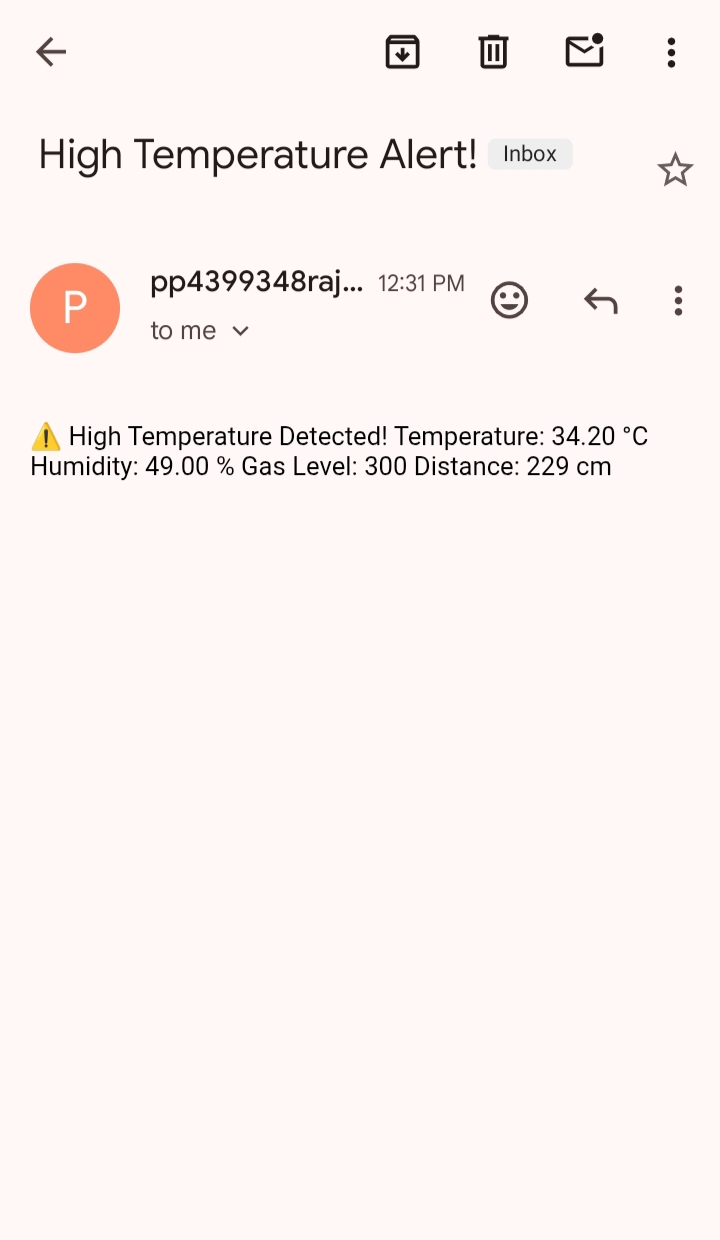 High Temperature Alert! Inbox
P
pp4399348raj... 12:31 PM
to me
⚠️ High Temperature Detected! Temperature: 34.20 °C
Humidity: 49.00 % Gas Level: 300 Distance: 229 cm